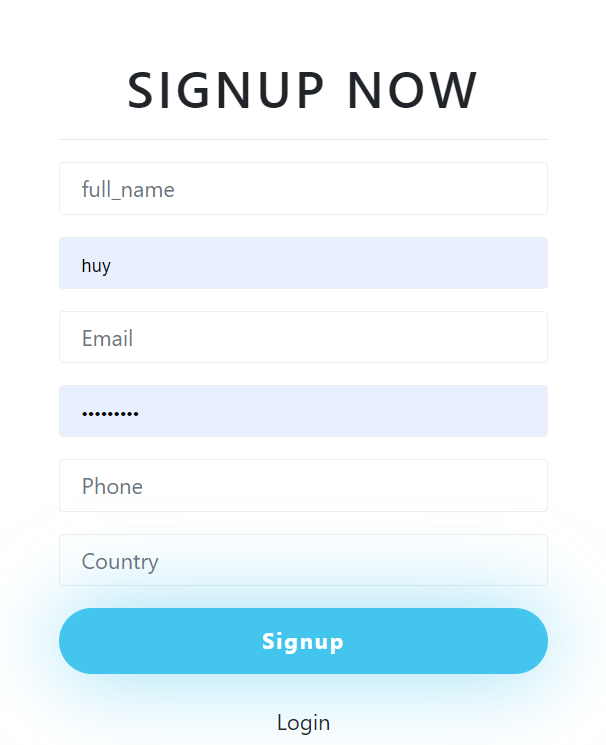 SIGNUP NOW
full_name
huy
Email
•••••••••
Phone
Country
Signup
Login